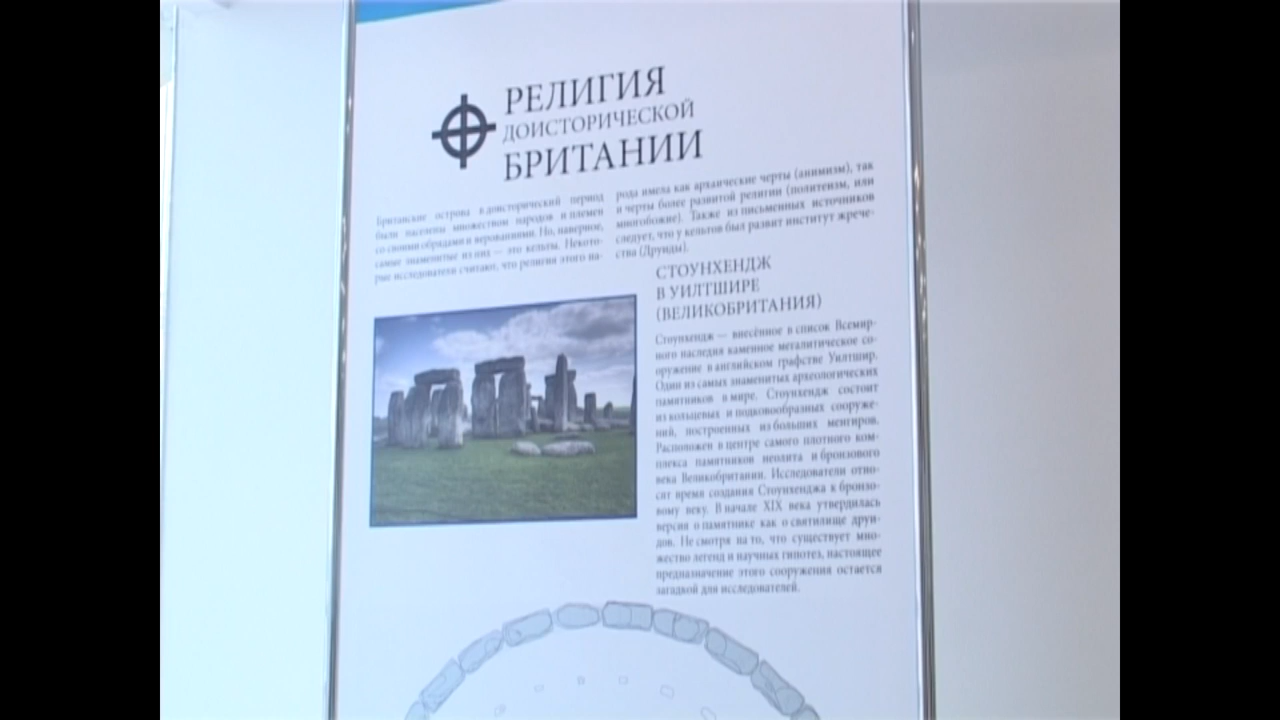 РЕЛИГИЯ
ДОИСТОРИЧЕСКОЙ
БРИТАНИИ
Британские острова в доисторический период
были населены множеством народов и племен
со своими обрядами и верованиями. Но, наверное,
самые знаменитые из них — это кельты. Некото-
рые исследователи считают, что религия этого на-
рода имела как архаические черты (анимизм), так
и черты более развитой религии (политеизм, или
многобожие). Также из письменных источников
следует, что у кельтов был развит институт жрече-
ства (Друиды).
СТОУНХЕНДЖ
В УИЛТШИРЕ
(ВЕЛИКОБРИТАНИЯ)
Стоунхендж — внесённое в список Всемир-
ного наследия каменное мегалитическое со-
оружение в английском графстве Уилтшир.
Один из самых знаменитых археологических
памятников в мире. Стоунхендж состоит
из кольцевых и подковообразных сооруже-
ний, построенных из больших менгиров.
Расположен в центре самого плотного ком-
плекса памятников неолита и бронзового
века Великобритании. Исследователи отно-
сят время создания Стоунхенджа к бронзо-
вому веку. В начале XIX века утвердилась
версия о памятнике как о святилище друи-
дов. Не смотря на то, что существует мно-
жество легенд и научных гипотез, настоящее
предназначение этого сооружения остается
загадкой для исследователей.